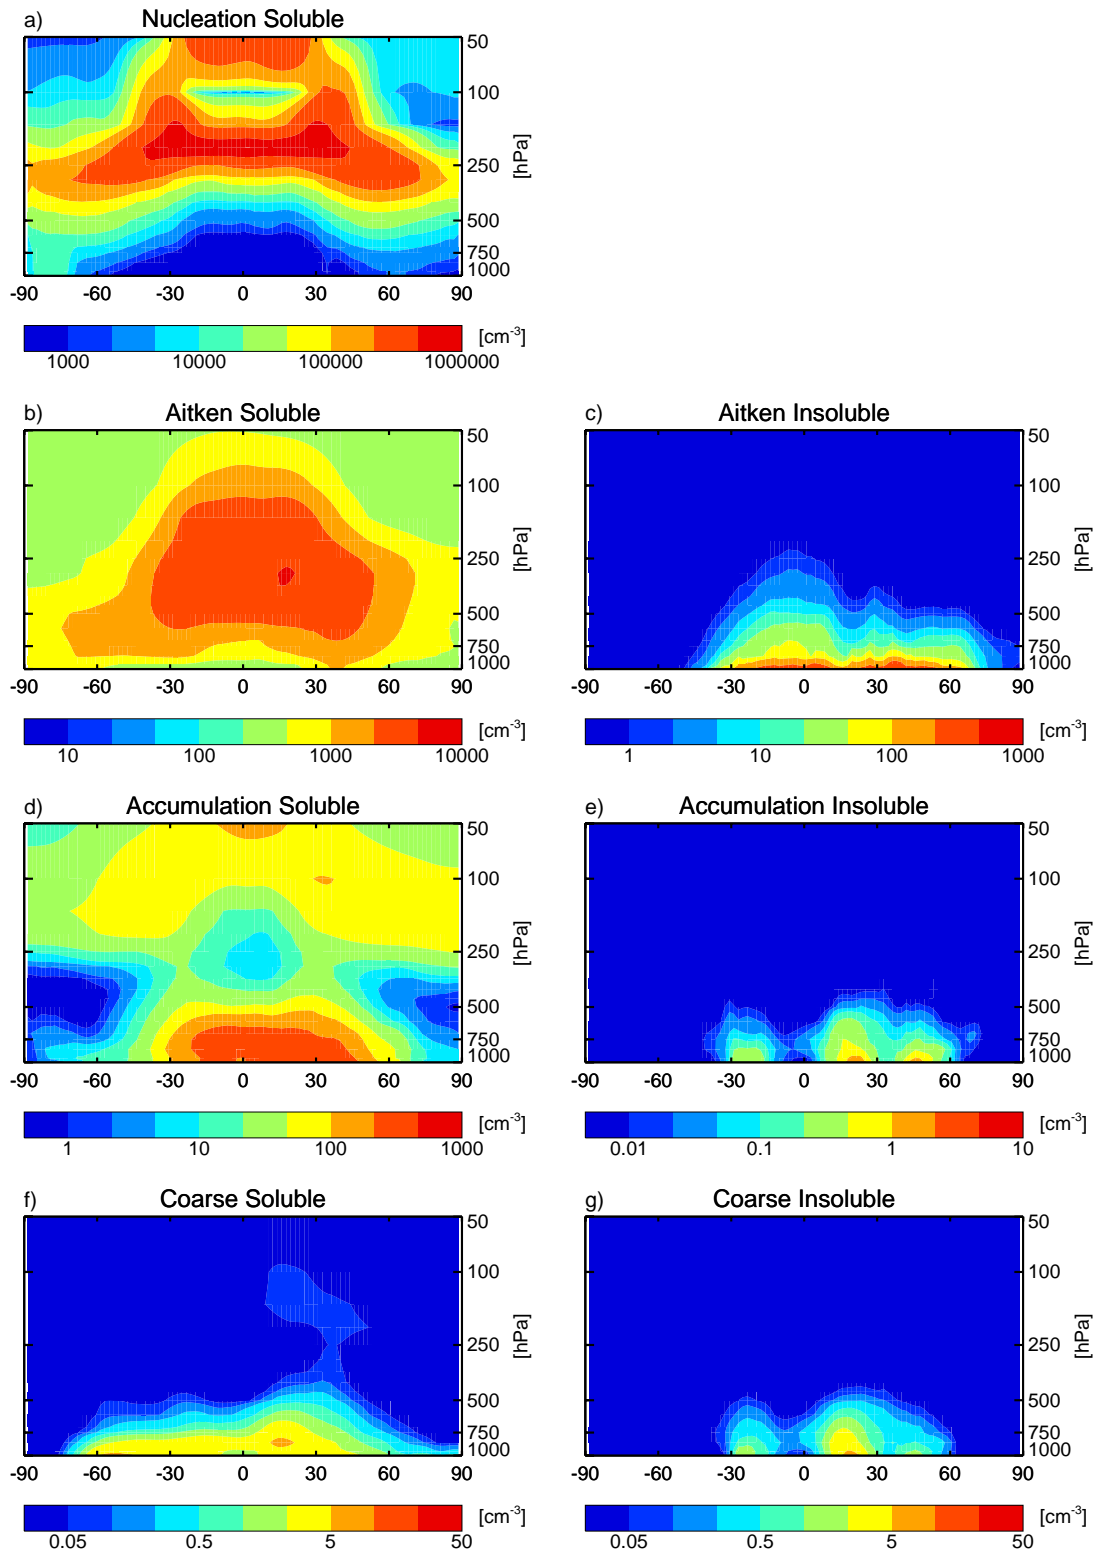 a) Nucleation Soluble
50
100
250
500
750
1000
[hPa]
-90 -60 -30 0 30 60 90
1000 10000 100000 1000000 [cm-3]
b) Aitken Soluble
50
100
250
500
750
1000
[hPa]
-90 -60 -30 0 30 60 90
10 100 1000 10000 [cm-3]
c) Aitken Insoluble
50
100
250
500
750
1000
[hPa]
-90 -60 -30 0 30 60 90
1 10 100 1000 [cm-3]
d) Accumulation Soluble
50
100
250
500
750
1000
[hPa]
-90 -60 -30 0 30 60 90
1 10 100 1000 [cm-3]
e) Accumulation Insoluble
50
100
250
500
750
1000
[hPa]
-90 -60 -30 0 30 60 90
0.01 0.1 1 10 [cm-3]
f) Coarse Soluble
50
100
250
500
750
1000
[hPa]
-90 -60 -30 0 30 60 90
0.05 0.5 5 50 [cm-3]
g) Coarse Insoluble
50
100
250
500
750
1000
[hPa]
-90 -60 -30 0 30 60 90
0.05 0.5 5 50 [cm-3]